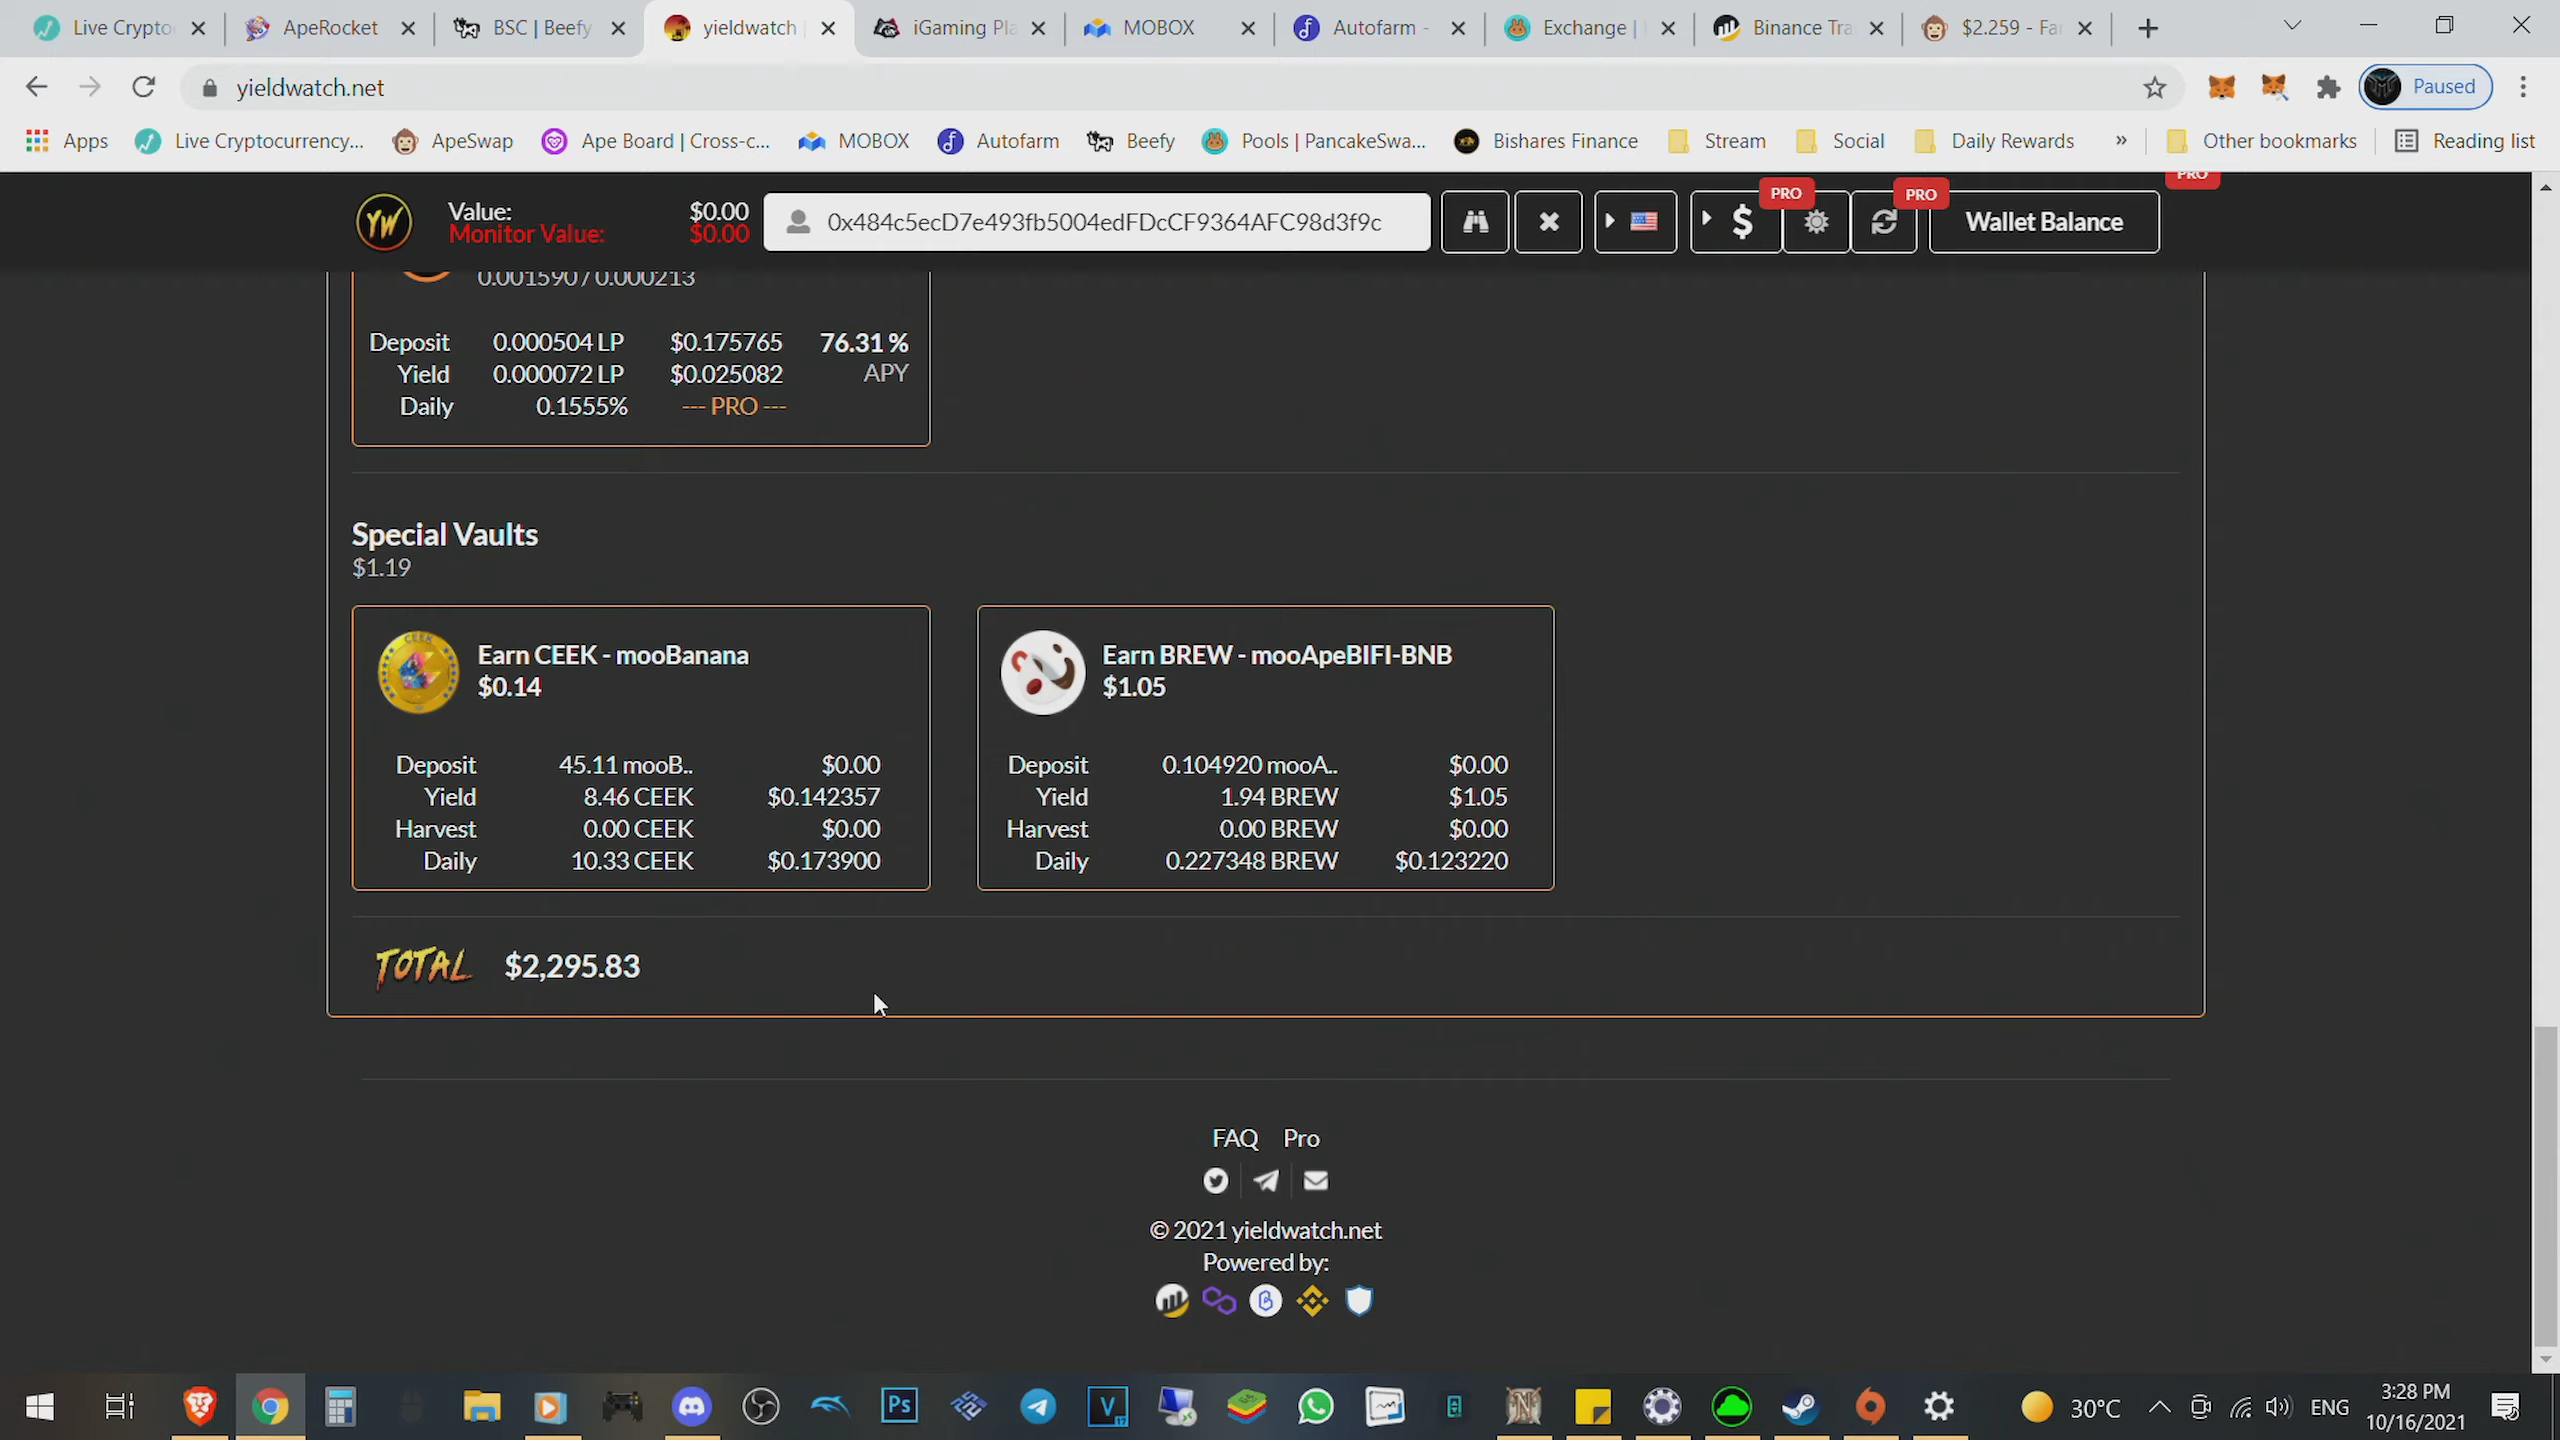 Live Crypto
ApeRocket
BSC | Beefy
yieldwatch
iGaming Pla
MOBOX
Autofarm -
Exchange |
Binance Tra
$2.259 - Far
yieldwatch.net
Paused
Apps
Live Cryptocurrency...
ApeSwap
Ape Board | Cross-c...
MOBOX
Autofarm
Beefy
Pools | PancakeSwa...
Bishares Finance
Stream
Social
Daily Rewards
»
Other bookmarks
Reading list
YW
Value: $0.00
Monitor Value: $0.00
0x484c5ecD7e493fb5004edFDcCF9364AFC98d3f9c
$
PRO
PRO
PRO
Wallet Balance
0.001590 / 0.000213
Deposit 0.000504 LP $0.175765 76.31 %
Yield 0.000072 LP $0.025082 APY
Daily 0.1555% --- PRO ---
Special Vaults
$1.19
CEEK
Earn CEEK - mooBanana
$0.14
Deposit 45.11 mooB.. $0.00
Yield 8.46 CEEK $0.142357
Harvest 0.00 CEEK $0.00
Daily 10.33 CEEK $0.173900
Earn BREW - mooApeBIFI-BNB
$1.05
Deposit 0.104920 mooA.. $0.00
Yield 1.94 BREW $1.05
Harvest 0.00 BREW $0.00
Daily 0.227348 BREW $0.123220
TOTAL $2,295.83
FAQ Pro
© 2021 yieldwatch.net
Powered by:
Ps
V
17
N
30°C
ENG
3:28 PM
10/16/2021